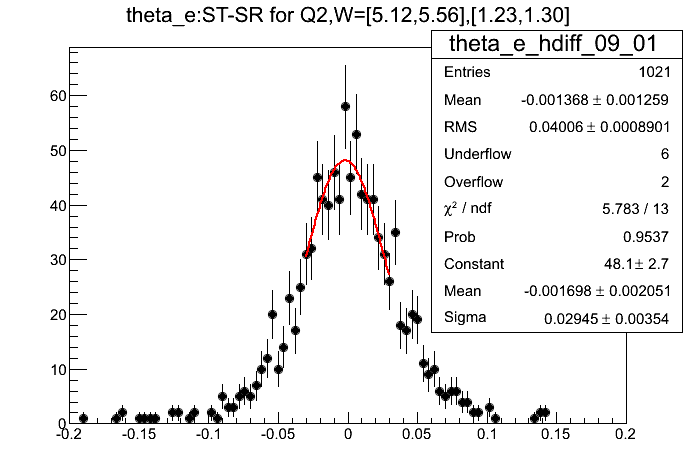 theta_e:ST-SR for Q2,W=[5.12,5.56],[1.23,1.30]
theta_e_hdiff_09_01
Entries 1021
Mean -0.001368 ± 0.001259
RMS 0.04006 ± 0.0008901
Underflow 6
Overflow 2
χ² / ndf 5.783 / 13
Prob 0.9537
Constant 48.1± 2.7
Mean -0.001698 ± 0.002051
Sigma 0.02945 ± 0.00354
60
50
40
30
20
10
0
-0.2 -0.15 -0.1 -0.05 0 0.05 0.1 0.15 0.2